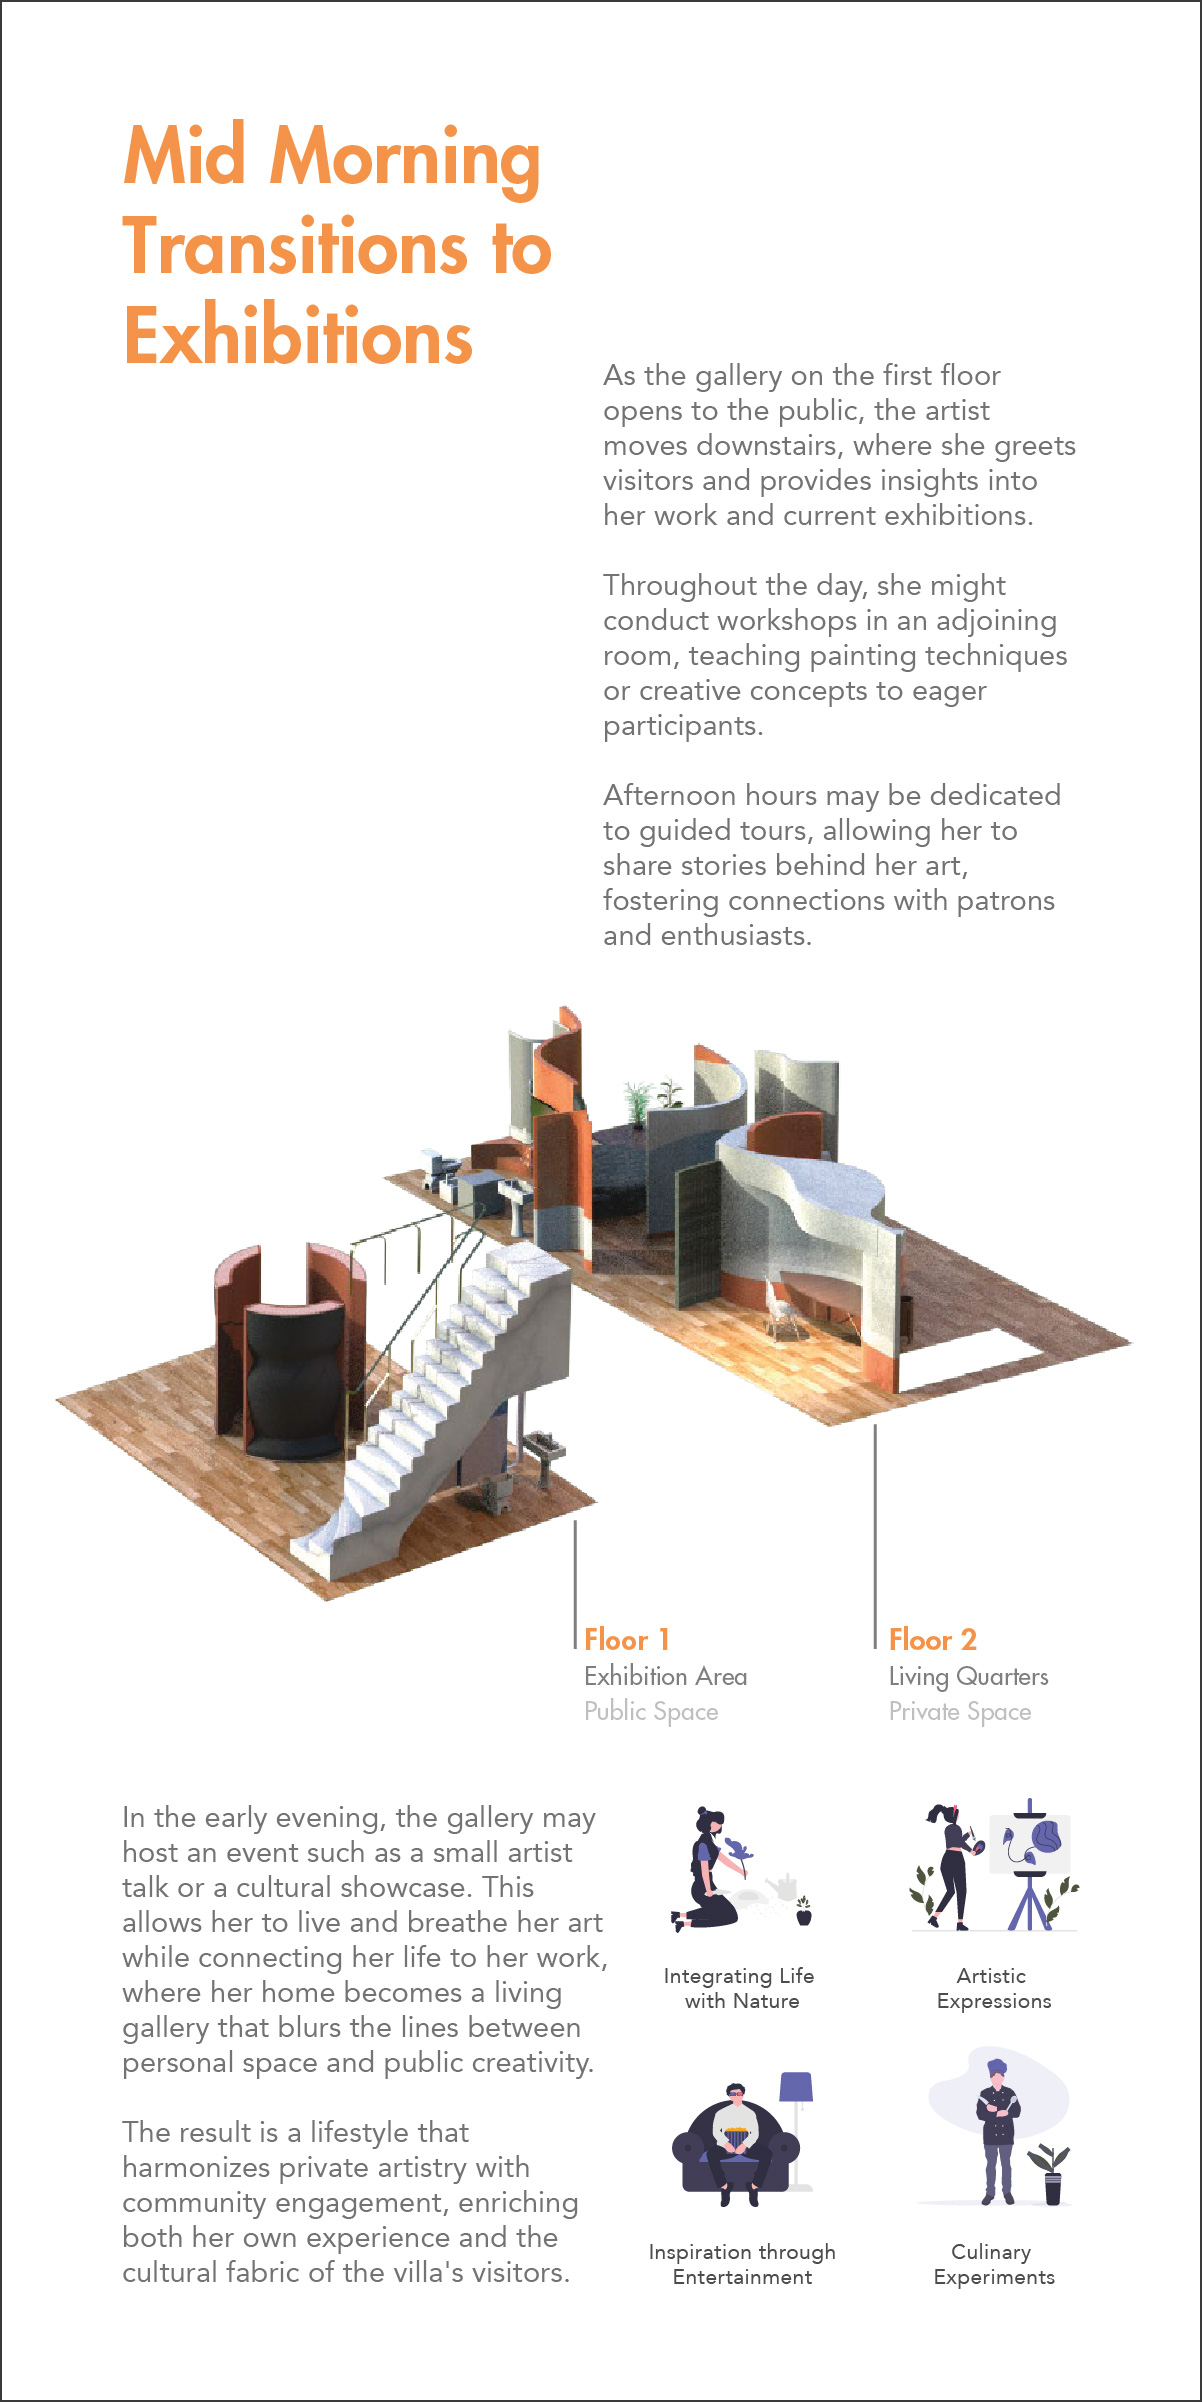 Mid Morning
Transitions to
Exhibitions
As the gallery on the first floor
opens to the public, the artist
moves downstairs, where she greets
visitors and provides insights into
her work and current exhibitions.
Throughout the day, she might
conduct workshops in an adjoining
room, teaching painting techniques
or creative concepts to eager
participants.
Afternoon hours may be dedicated
to guided tours, allowing her to
share stories behind her art,
fostering connections with patrons
and enthusiasts.
Floor 1
Exhibition Area
Public Space
Floor 2
Living Quarters
Private Space
In the early evening, the gallery may
host an event such as a small artist
talk or a cultural showcase. This
allows her to live and breathe her art
while connecting her life to her work,
where her home becomes a living
gallery that blurs the lines between
personal space and public creativity.
The result is a lifestyle that
harmonizes private artistry with
community engagement, enriching
both her own experience and the
cultural fabric of the villa's visitors.
Integrating Life
with Nature
Artistic
Expressions
Inspiration through
Entertainment
Culinary
Experiments